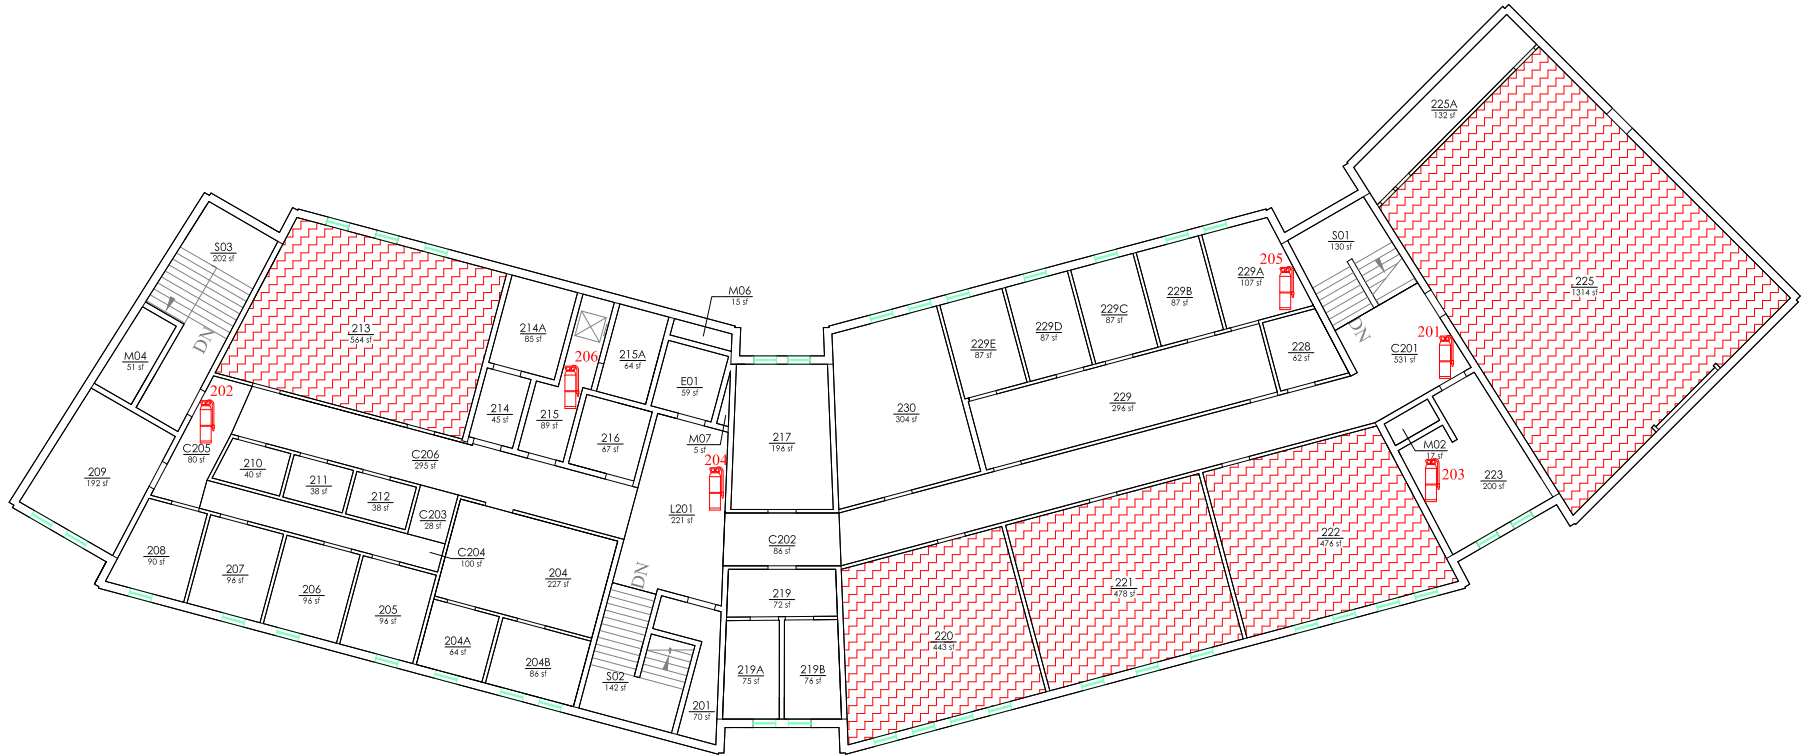 225A
132 sf
S03
202 sf
S01
130 sf
205
229A
107 sf
225
1314 sf
M06
15 sf
229B
87 sf
229C
87 sf
229D
87 sf
229E
87 sf
213
564 sf
214A
85 sf
DN
DN
201
C201
531 sf
228
62 sf
M04
51 sf
206
215A
64 sf
E01
59 sf
202
214
45 sf
215
89 sf
216
67 sf
M07
5 sf
217
196 sf
230
304 sf
229
296 sf
C205
80 sf
C206
295 sf
204
M02
17 sf
203
223
200 sf
209
192 sf
210
40 sf
211
38 sf
212
38 sf
C203
28 sf
L201
221 sf
C202
86 sf
222
476 sf
208
90 sf
207
96 sf
206
96 sf
205
96 sf
C204
100 sf
204
227 sf
DN
219
72 sf
221
478 sf
220
443 sf
204A
64 sf
204B
86 sf
S02
142 sf
219A
75 sf
219B
76 sf
201
70 sf